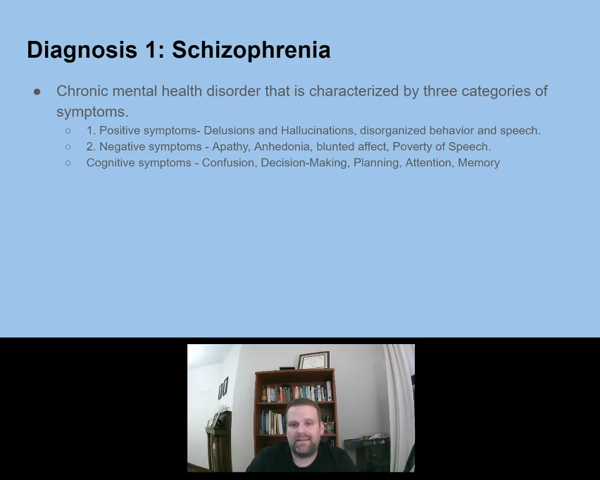 Diagnosis 1: Schizophrenia
● Chronic mental health disorder that is characterized by three categories of
symptoms.
○ 1. Positive symptoms- Delusions and Hallucinations, disorganized behavior and speech.
○ 2. Negative symptoms - Apathy, Anhedonia, blunted affect, Poverty of Speech.
○ Cognitive symptoms - Confusion, Decision-Making, Planning, Attention, Memory